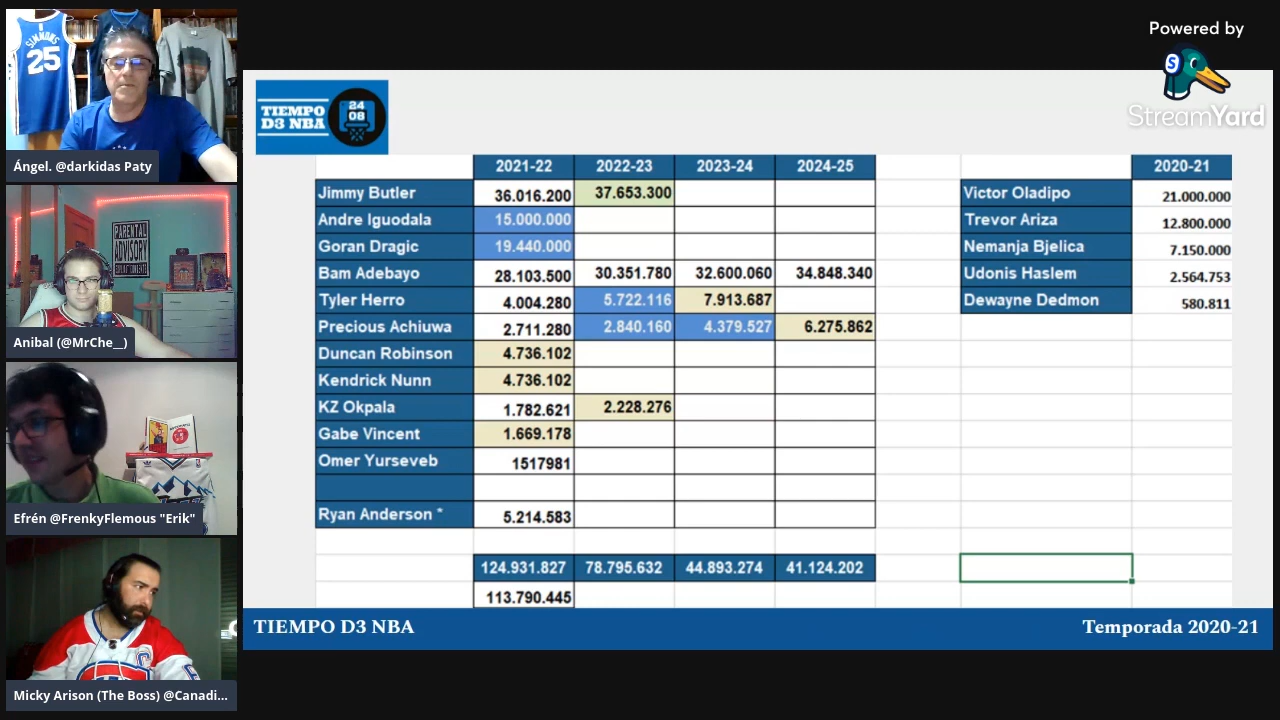 Powered by
StreamYard
SIMMONS
25
Ángel. @darkidas Paty
PARENTAL
ADVISORY
EXPLICIT CONTENT
Anibal (@MrChe__)
Efrén @FrenkyFlemous "Erik"
Micky Arison (The Boss) @Canadi...
TIEMPO
D3 NBA
24
08
2021-22 2022-23 2023-24 2024-25 2020-21
Jimmy Butler 36.016.200 37.653.300 Victor Oladipo 21.000.000
Andre Iguodala 15.000.000 Trevor Ariza 12.800.000
Goran Dragic 19.440.000 Nemanja Bjelica 7.150.000
Bam Adebayo 28.103.500 30.351.780 32.600.060 34.848.340 Udonis Haslem 2.564.753
Tyler Herro 4.004.280 5.722.116 7.913.687 Dewayne Dedmon 580.811
Precious Achiuwa 2.711.280 2.840.160 4.379.527 6.275.862
Duncan Robinson 4.736.102
Kendrick Nunn 4.736.102
KZ Okpala 1.782.621 2.228.276
Gabe Vincent 1.669.178
Omer Yurseveb 1517981
Ryan Anderson * 5.214.583
124.931.827 78.795.632 44.893.274 41.124.202
113.790.445
TIEMPO D3 NBA
Temporada 2020-21